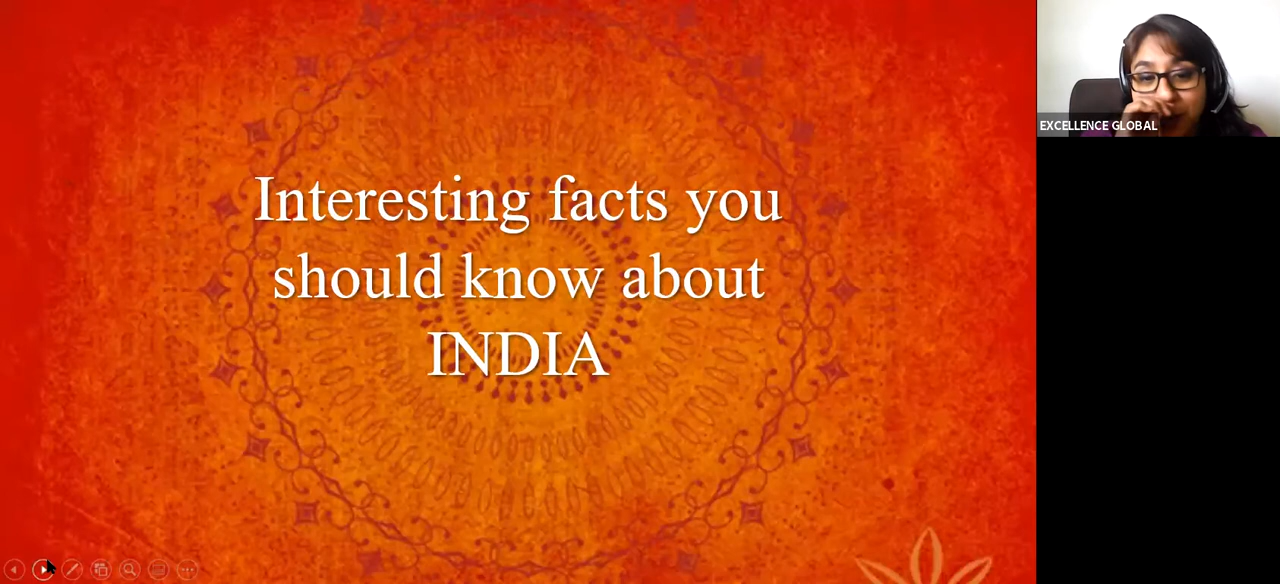 Interesting facts you
should know about
INDIA
EXCELLENCE GLOBAL